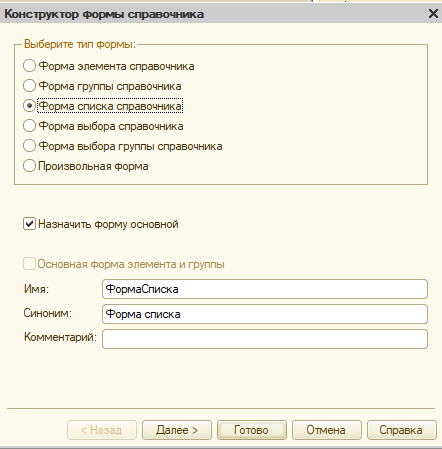 Конструктор формы справочника
Выберите тип формы:
Форма элемента справочника
Форма группы справочника
Форма списка справочника
Форма выбора справочника
Форма выбора группы справочника
Произвольная форма
Назначить форму основной
Основная форма элемента и группы
Имя: ФормаСписка
Синоним: Форма списка
Комментарий:
< Назад Далее > Готово Отмена Справка